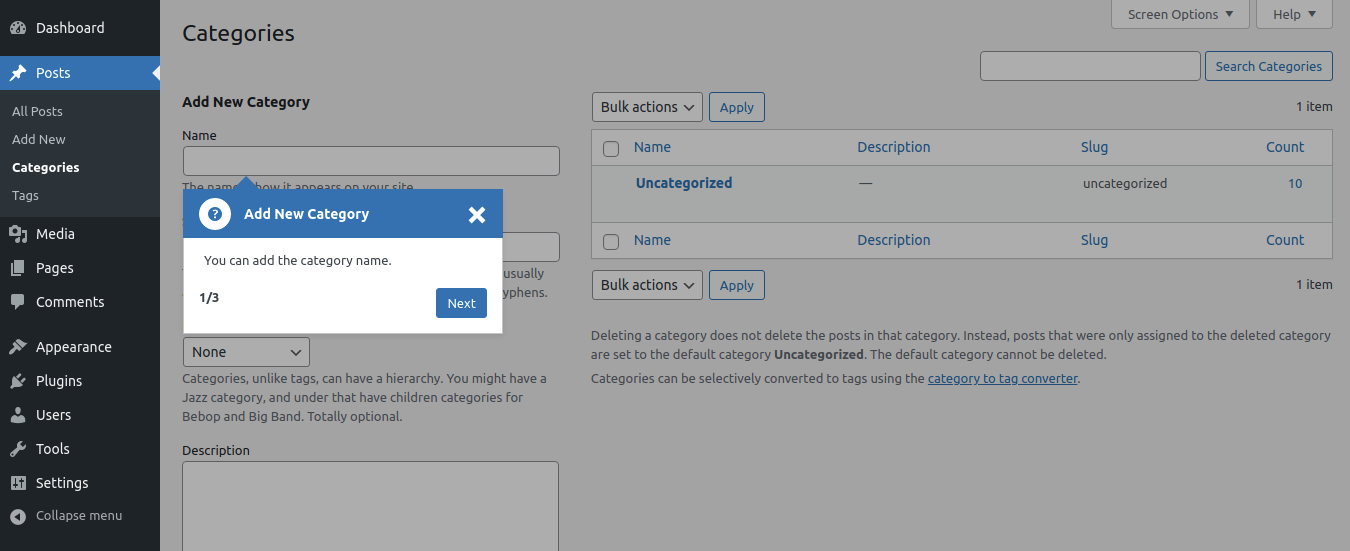 Dashboard
Posts
All Posts
Add New
Categories
Tags
Media
Pages
Comments
Appearance
Plugins
Users
Tools
Settings
Collapse menu
Screen Options
Help
Categories
Search Categories
Add New Category
Name
The name how it appears on your site
? Add New Category
You can add the category name.
1/3
Next
usually
yphens.
None
Categories, unlike tags, can have a hierarchy. You might have a
Jazz category, and under that have children categories for
Bebop and Big Band. Totally optional.
Description
Bulk actions
Apply
1 item
Name Description Slug Count
Uncategorized — uncategorized 10
Name Description Slug Count
Bulk actions
Apply
1 item
Deleting a category does not delete the posts in that category. Instead, posts that were only assigned to the deleted category
are set to the default category Uncategorized. The default category cannot be deleted.
Categories can be selectively converted to tags using the category to tag converter.